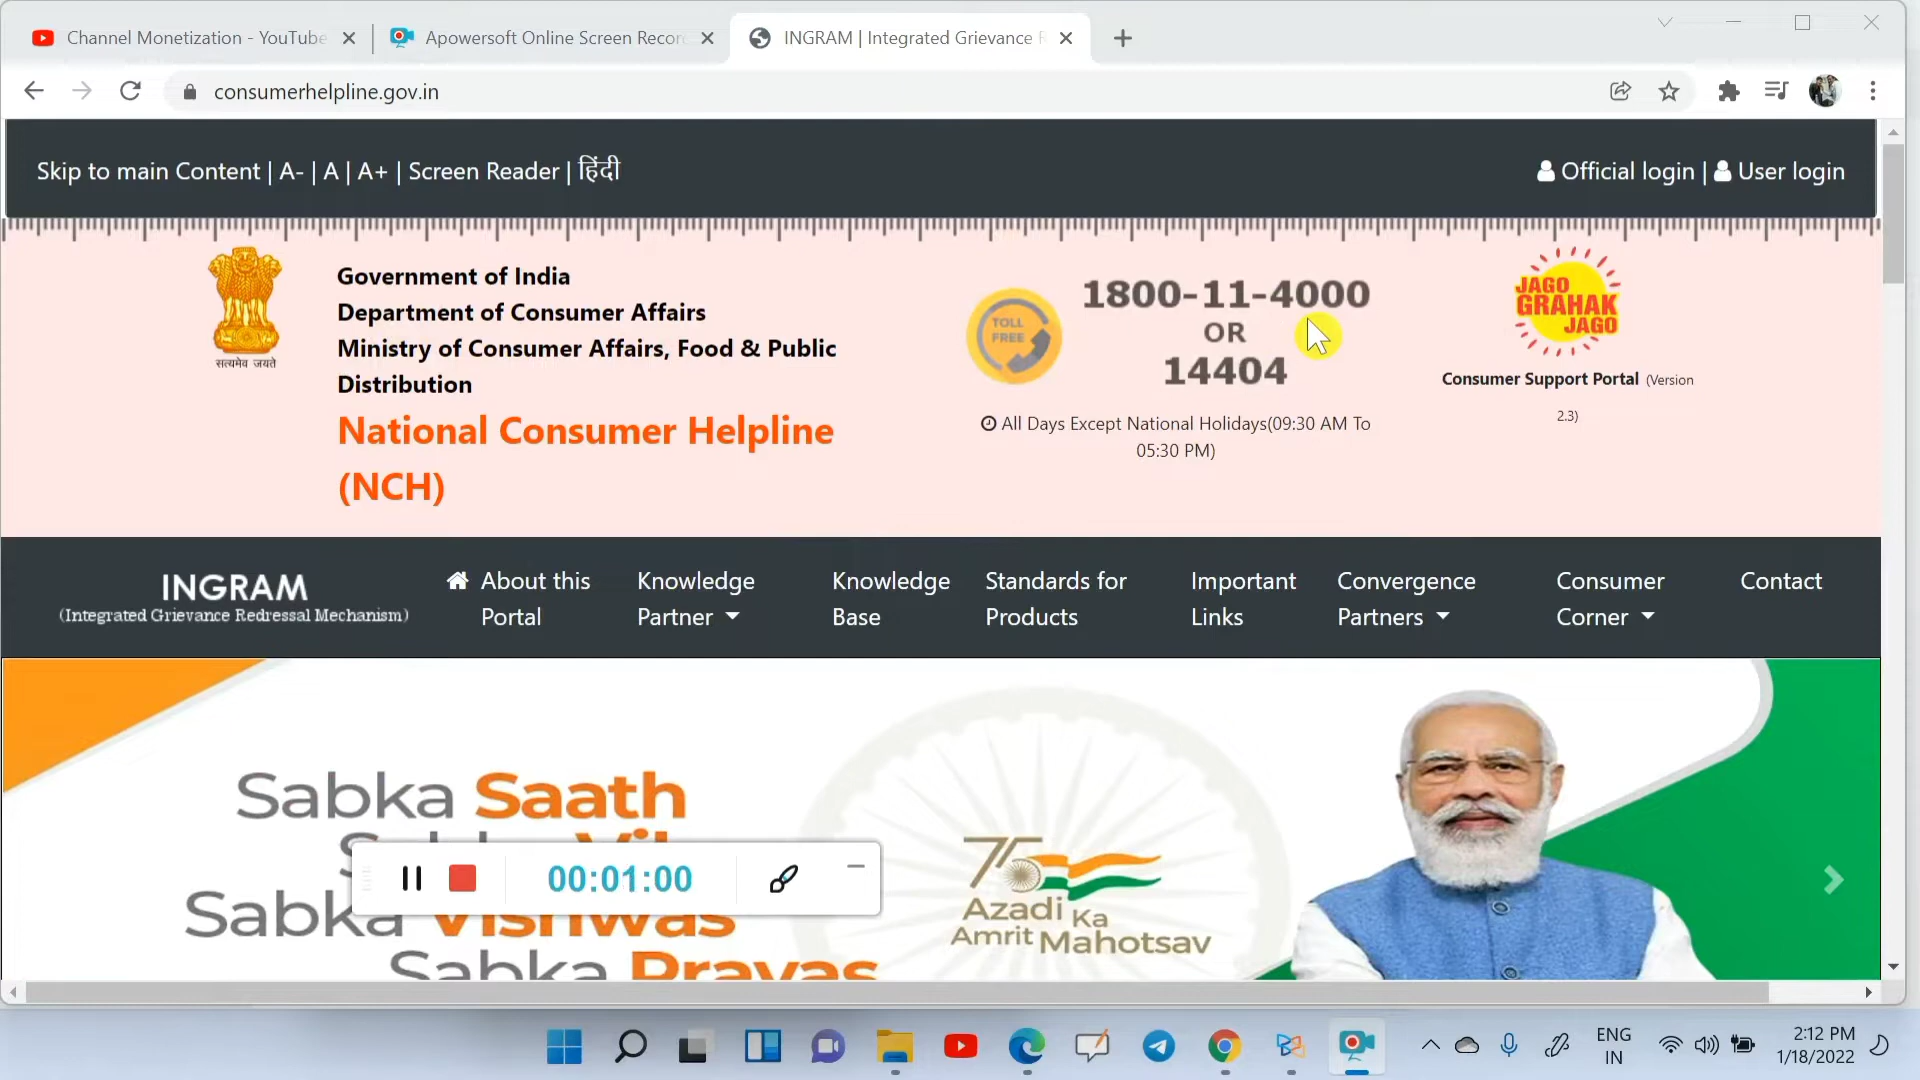 Channel Monetization - YouTube
Apowersoft Online Screen Recor
INGRAM | Integrated Grievance
consumerhelpline.gov.in
Skip to main Content | A- | A | A+ | Screen Reader | हिंदी
Official login | User login
सत्यमेव जयते
Government of India
Department of Consumer Affairs
Ministry of Consumer Affairs, Food & Public
Distribution
National Consumer Helpline
(NCH)
TOLL
FREE
1800-11-4000
OR
14404
All Days Except National Holidays(09:30 AM To
05:30 PM)
JAGO
GRAHAK
JAGO
Consumer Support Portal (Version
2.3)
INGRAM
(Integrated Grievance Redressal Mechanism)
About this
Portal
Knowledge
Partner
Knowledge
Base
Standards for
Products
Important
Links
Convergence
Partners
Consumer
Corner
Contact
Sabka Saath
Sabka Vishwas
Sabka Prayas
00:01:00
75
Azadi Ka
Amrit Mahotsav
ENG
IN
2:12 PM
1/18/2022